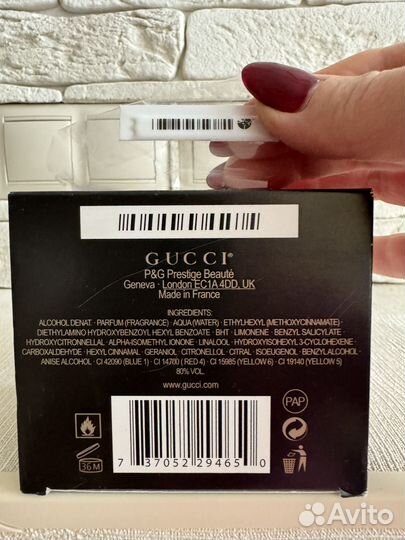 GUCCI
P&G Prestige Beauté
Geneva · London EC1A 4DD, UK
Made in France
INGREDIENTS:
ALCOHOL DENAT. · PARFUM (FRAGRANCE) · AQUA (WATER) · ETHYLHEXYL (METHOXYCINNAMATE) ·
DIETHYLAMINO HYDROXYBENZOYL HEXYL BENZOATE · BHT · LIMONENE · BENZYL SALICYLATE ·
HYDROXYCITRONNELLAL · ALPHA-ISOMETHYL IONONE · LINALOOL · HYDROXYISOHEXYL 3-CYCLOHEXENE-
CARBOXALDEHYDE · HEXYL CINNAMAL · GERANIOL · CITRONELLOL · CITRAL · ISOEUGENOL · BENZYL ALCOHOL ·
ANISE ALCOHOL · CI 42090 (BLUE 1) · CI 14700 (RED 4) · CI 15985 (YELLOW 6) · CI 19140 (YELLOW 5)
80% VOL.
www.gucci.com
PAP
36 M
7 37052 29465 0
Avito